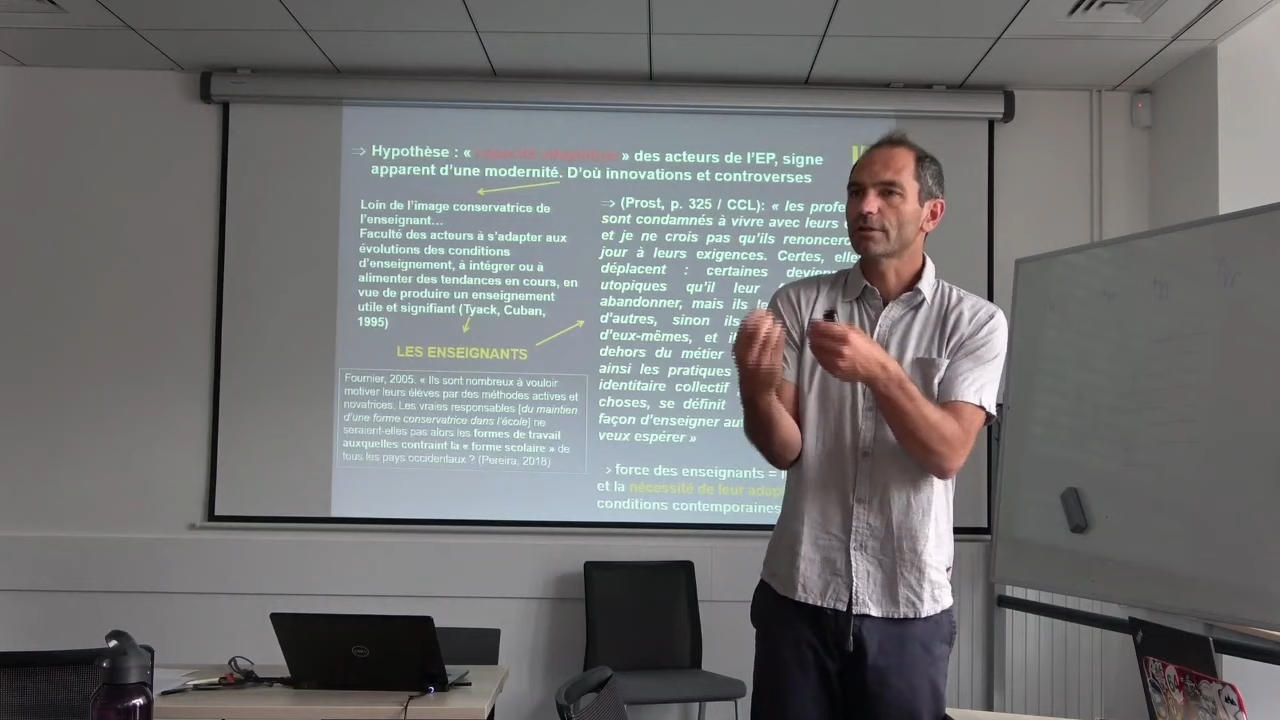 ⇒ Hypothèse : « » des acteurs de l'EP, signe
apparent d'une modernité. D'où innovations et controverses
Loin de l'image conservatrice de
l'enseignant…
Faculté des acteurs à s'adapter aux
évolutions des conditions
d'enseignement, à intégrer ou à
alimenter des tendances en cours, en
vue de produire un enseignement
utile et signifiant (Tyack, Cuban,
1995)
LES ENSEIGNANTS
Fournier, 2005. « Ils sont nombreux à vouloir
motiver leurs élèves par des méthodes actives et
novatrices. Les vraies responsables [du maintien
d'une forme conservatrice dans l'école] ne
seraient-elles pas alors les formes de travail
auxquelles contraint la « forme scolaire » de
tous les pays occidentaux ? (Pereira, 2018)
⇒ (Prost, p. 325 / CCL): « les profe
sont condamnés à vivre avec leurs
et je ne crois pas qu'ils renoncero
jour à leurs exigences. Certes, elle
déplacent : certaines devien
utopiques qu'il leur
abandonner, mais ils le
d'autres, sinon ils
d'eux-mêmes, et il
dehors du métier
ainsi les pratiques
identitaire collectif
choses, se définit
façon d'enseigner au
veux espérer »
> force des enseignants =
et la nécessité de leur adap
conditions contemporaines
DELL